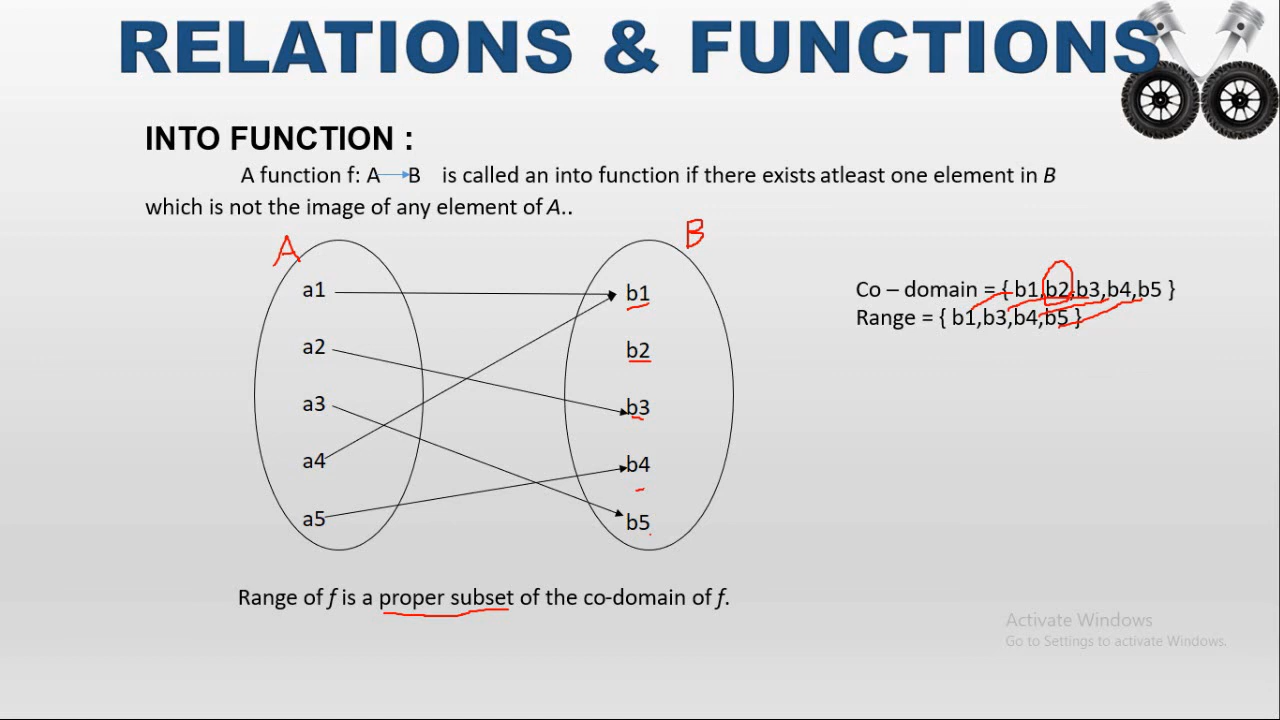 RELATIONS & FUNCTIONS
INTO FUNCTION :
A function f: A B is called an into function if there exists atleast one element in B
which is not the image of any element of A..
A
B
a1
b1
a2
b2
a3
b3
a4
b4
a5
b5
Co – domain = { b1,b2,b3,b4,b5 }
Range = { b1,b3,b4,b5 }
Range of f is a proper subset of the co-domain of f.
Activate Windows
Go to Settings to activate Windows.